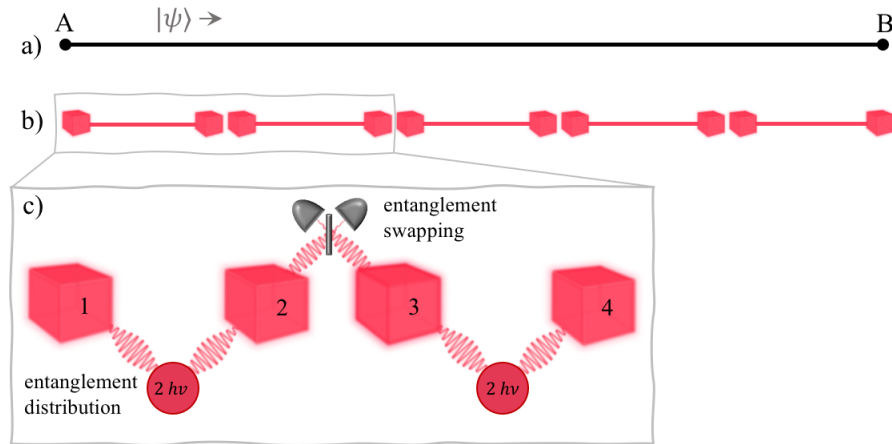 A |ψ⟩ → B
a)
b)
c)
entanglement
swapping
1 2 3 4
entanglement
distribution
2 hν 2 hν